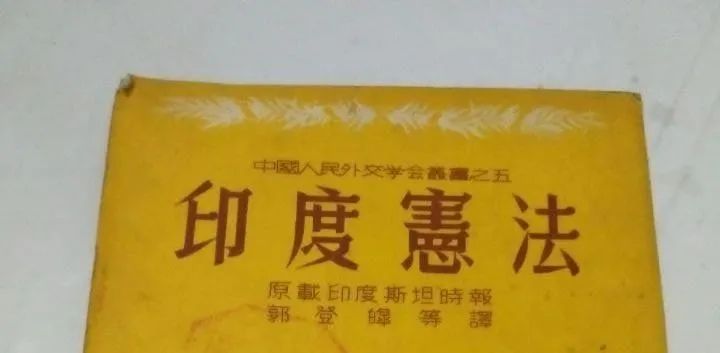 中國人民外交学会叢書之五
印度憲法
原載印度斯坦時報
郭登皞等譯